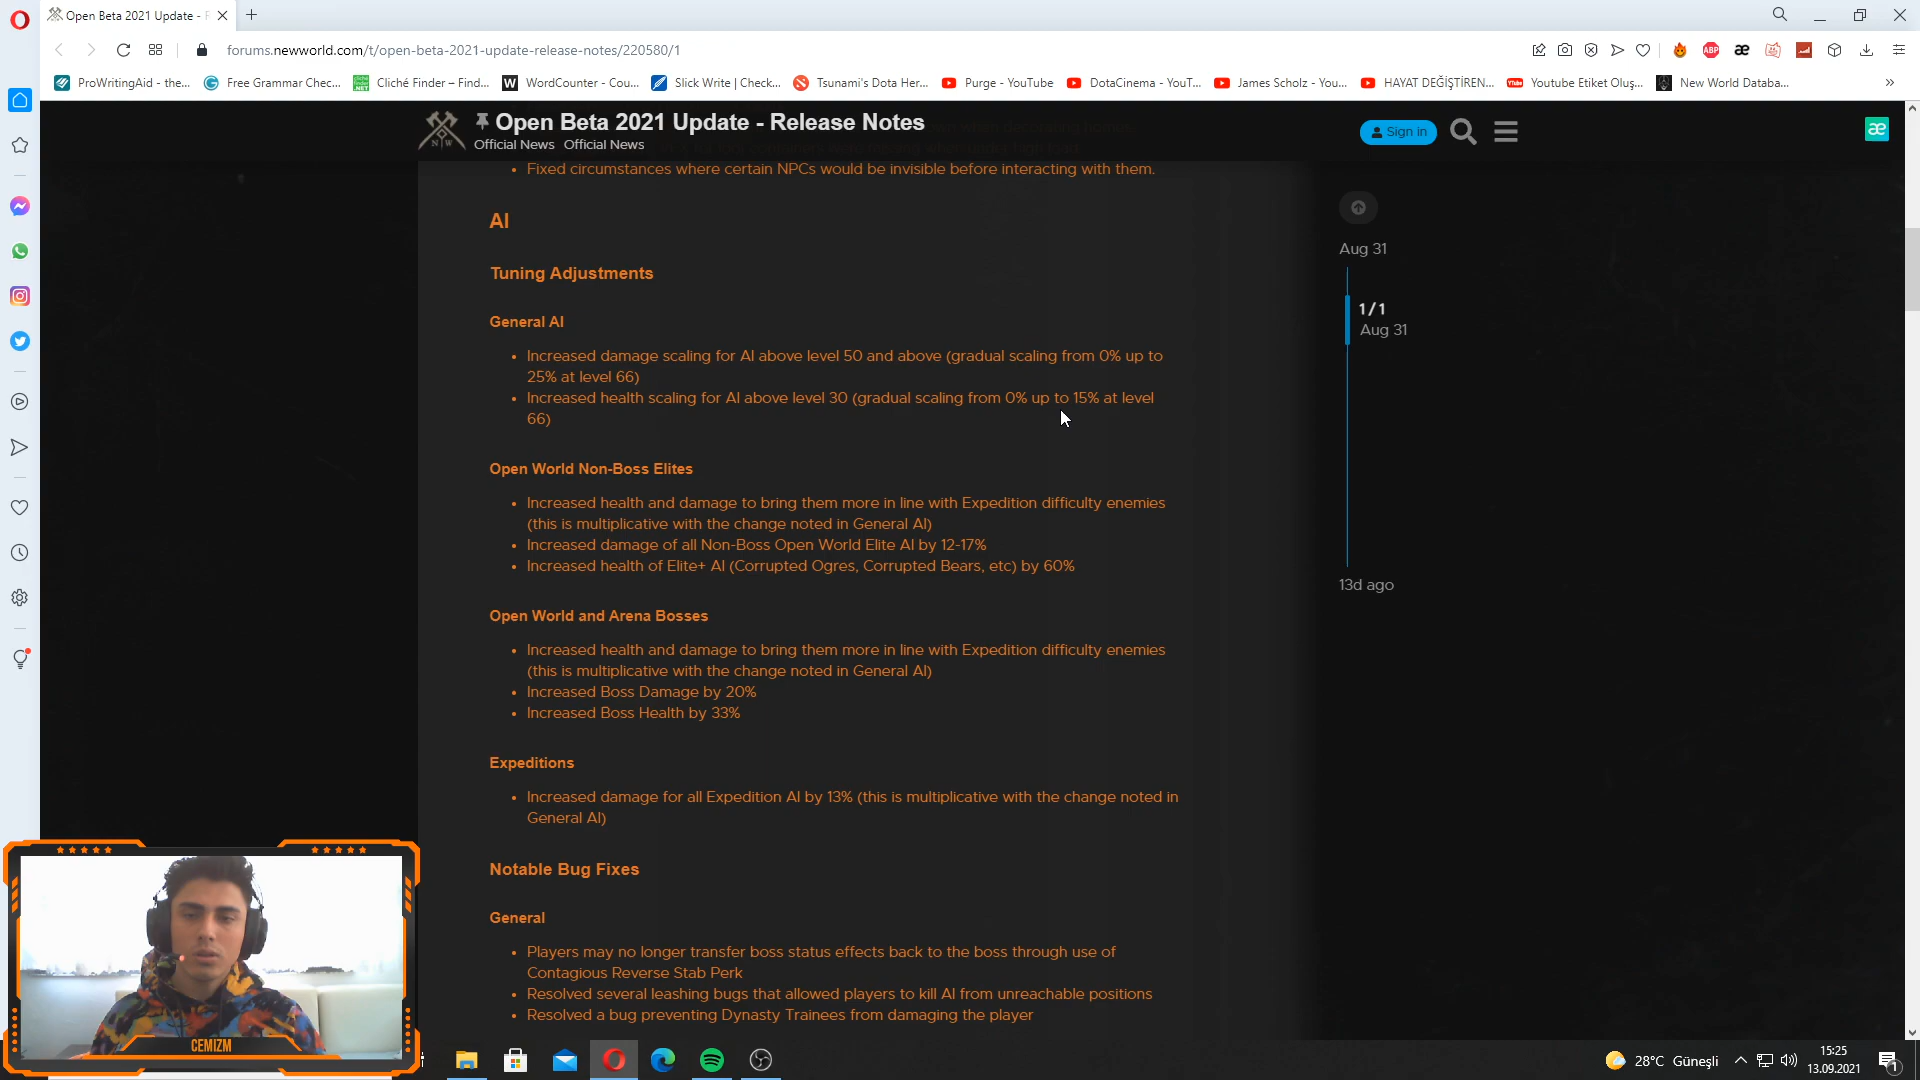 Open Beta 2021 Update -
forums.newworld.com/t/open-beta-2021-update-release-notes/220580/1
ABP
æ
ProWritingAid - the...
Free Grammar Chec...
Cliché Finder – Find...
WordCounter - Cou...
Slick Write | Check...
Tsunami's Dota Her...
Purge - YouTube
DotaCinema - YouT...
James Scholz - You...
HAYAT DEĞİŞTİREN...
Youtube Etiket Oluş...
New World Databa...
»
Open Beta 2021 Update - Release Notes
Official News Official News
Sign in
æ
• Fixed circumstances where certain NPCs would be invisible before interacting with them.
AI
Tuning Adjustments
General AI
• Increased damage scaling for AI above level 50 and above (gradual scaling from 0% up to
25% at level 66)
• Increased health scaling for AI above level 30 (gradual scaling from 0% up to 15% at level
66)
Open World Non-Boss Elites
• Increased health and damage to bring them more in line with Expedition difficulty enemies
(this is multiplicative with the change noted in General AI)
• Increased damage of all Non-Boss Open World Elite AI by 12-17%
• Increased health of Elite+ AI (Corrupted Ogres, Corrupted Bears, etc) by 60%
Open World and Arena Bosses
• Increased health and damage to bring them more in line with Expedition difficulty enemies
(this is multiplicative with the change noted in General AI)
• Increased Boss Damage by 20%
• Increased Boss Health by 33%
Expeditions
• Increased damage for all Expedition AI by 13% (this is multiplicative with the change noted in
General AI)
Notable Bug Fixes
General
• Players may no longer transfer boss status effects back to the boss through use of
Contagious Reverse Stab Perk
• Resolved several leashing bugs that allowed players to kill AI from unreachable positions
• Resolved a bug preventing Dynasty Trainees from damaging the player
Aug 31
1/1
Aug 31
13d ago
CEMIZM
28°C Güneşli
15:25
13.09.2021
1